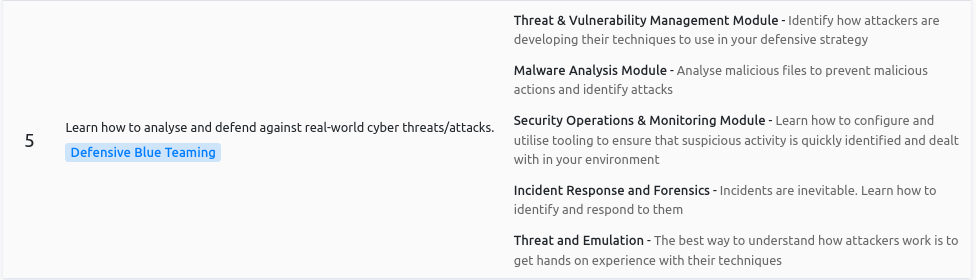 5
Learn how to analyse and defend against real-world cyber threats/attacks.
Defensive Blue Teaming
Threat & Vulnerability Management Module - Identify how attackers are
developing their techniques to use in your defensive strategy
Malware Analysis Module - Analyse malicious files to prevent malicious
actions and identify attacks
Security Operations & Monitoring Module - Learn how to configure and
utilise tooling to ensure that suspicious activity is quickly identified and dealt
with in your environment
Incident Response and Forensics - Incidents are inevitable. Learn how to
identify and respond to them
Threat and Emulation - The best way to understand how attackers work is to
get hands on experience with their techniques